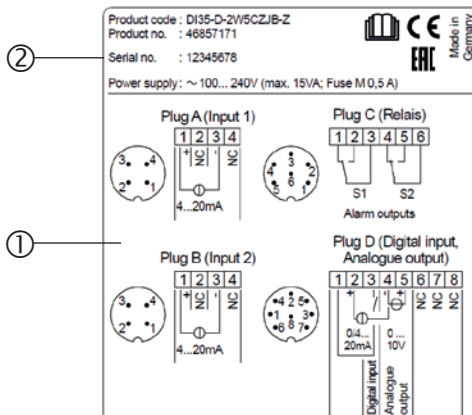 Product code : DI35-D-2W5CZJB-Z
Product no. : 46857171
Serial no. : 12345678
Power supply : ~ 100... 240V (max. 15VA; Fuse M 0,5 A)
CE
EAC
Made in
Germany
②
①
Plug A (Input 1)
1 2 3 4
+ NC - NC
3 4
2 1
4...20mA
Plug C (Relais)
1 2 3 4 5 6
3
4 2
6
5 1
S1 S2
Alarm outputs
Plug B (Input 2)
1 2 3 4
+ NC - NC
3 4
2 1
4...20mA
Plug D (Digital input,
Analogue output)
1 2 3 4 5 6 7 8
+ - + NC NC NC
4 2 5
1 3
6 8 7
0/4...
20mA
0 ...
10V
Digital input
Analogue
output